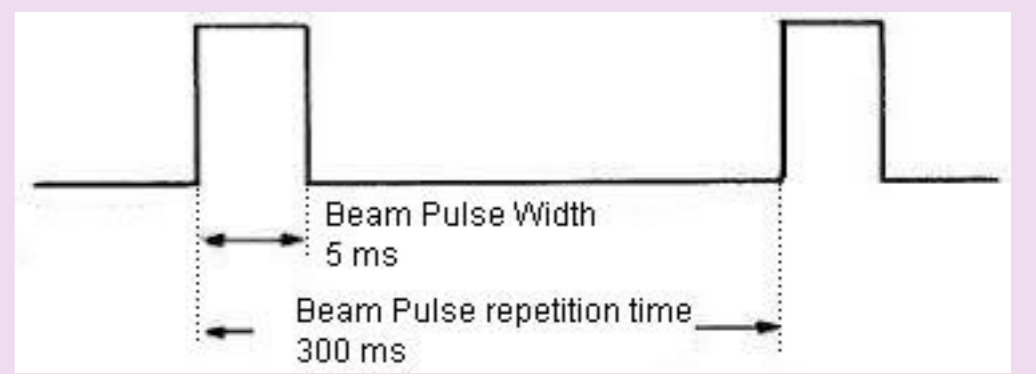 Beam Pulse Width
5 ms
Beam Pulse repetition time
300 ms